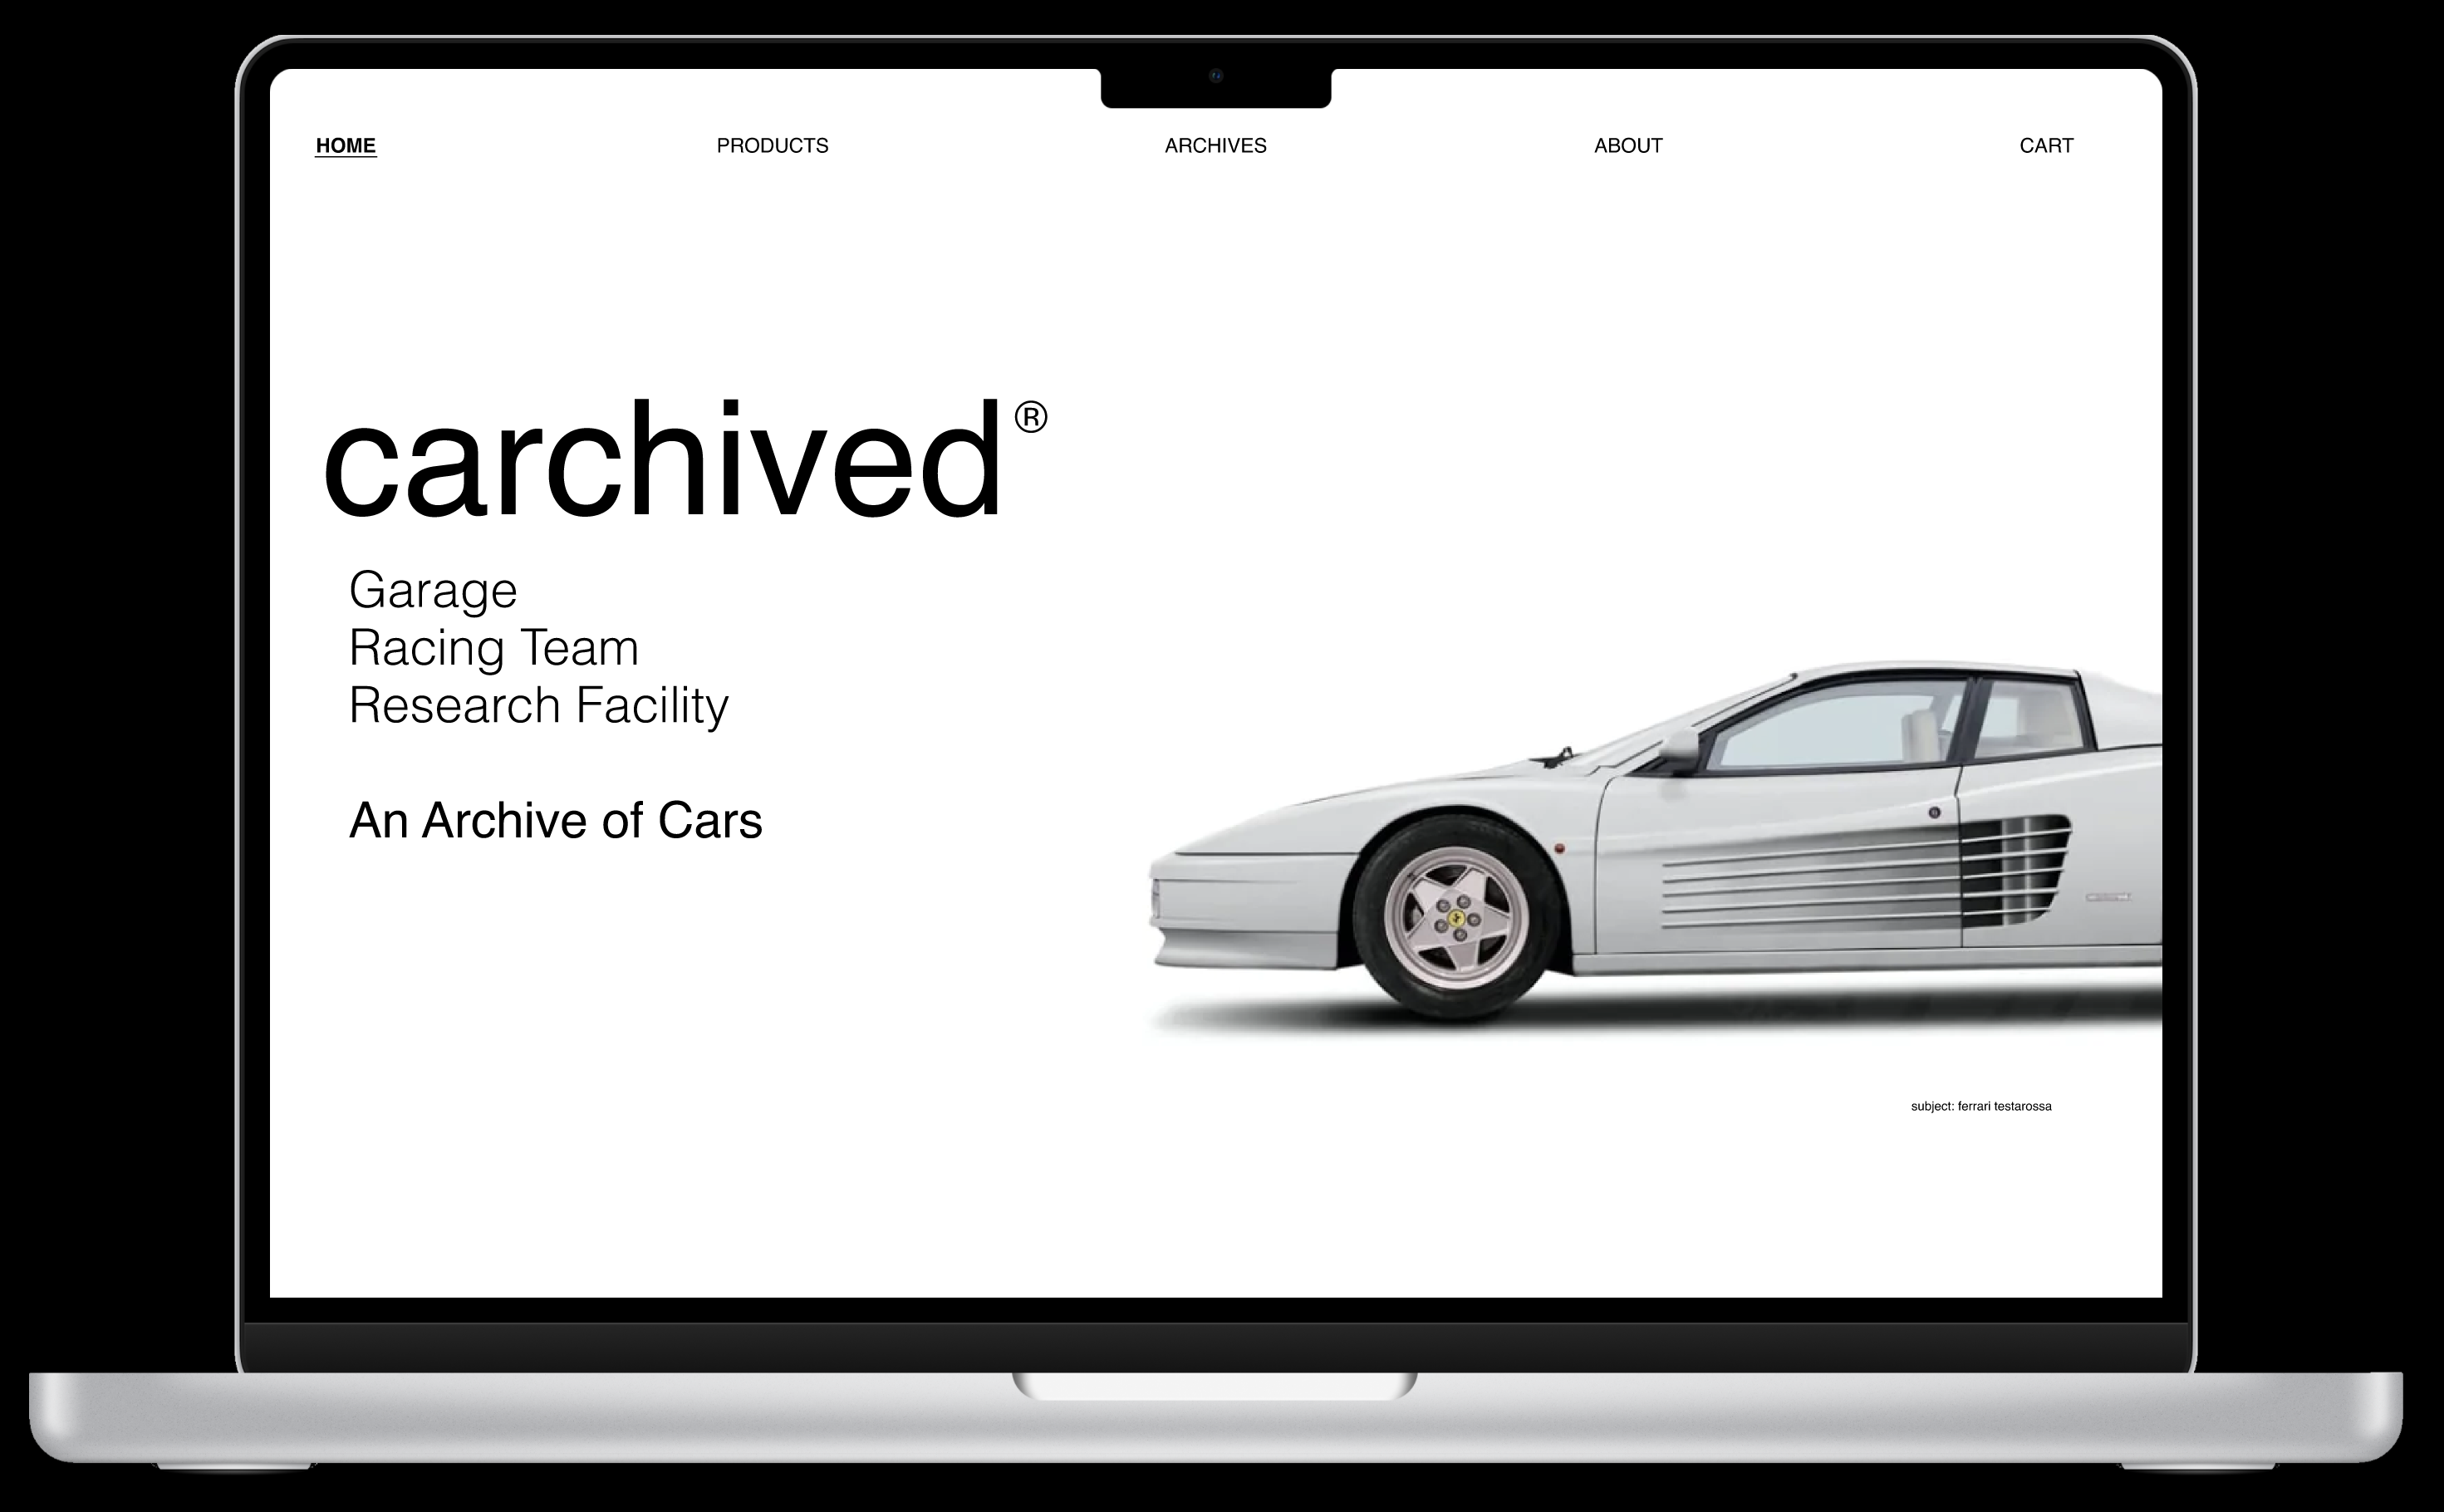 HOME PRODUCTS ARCHIVES ABOUT CART
carchived®
Garage
Racing Team
Research Facility
An Archive of Cars
subject: ferrari testarossa